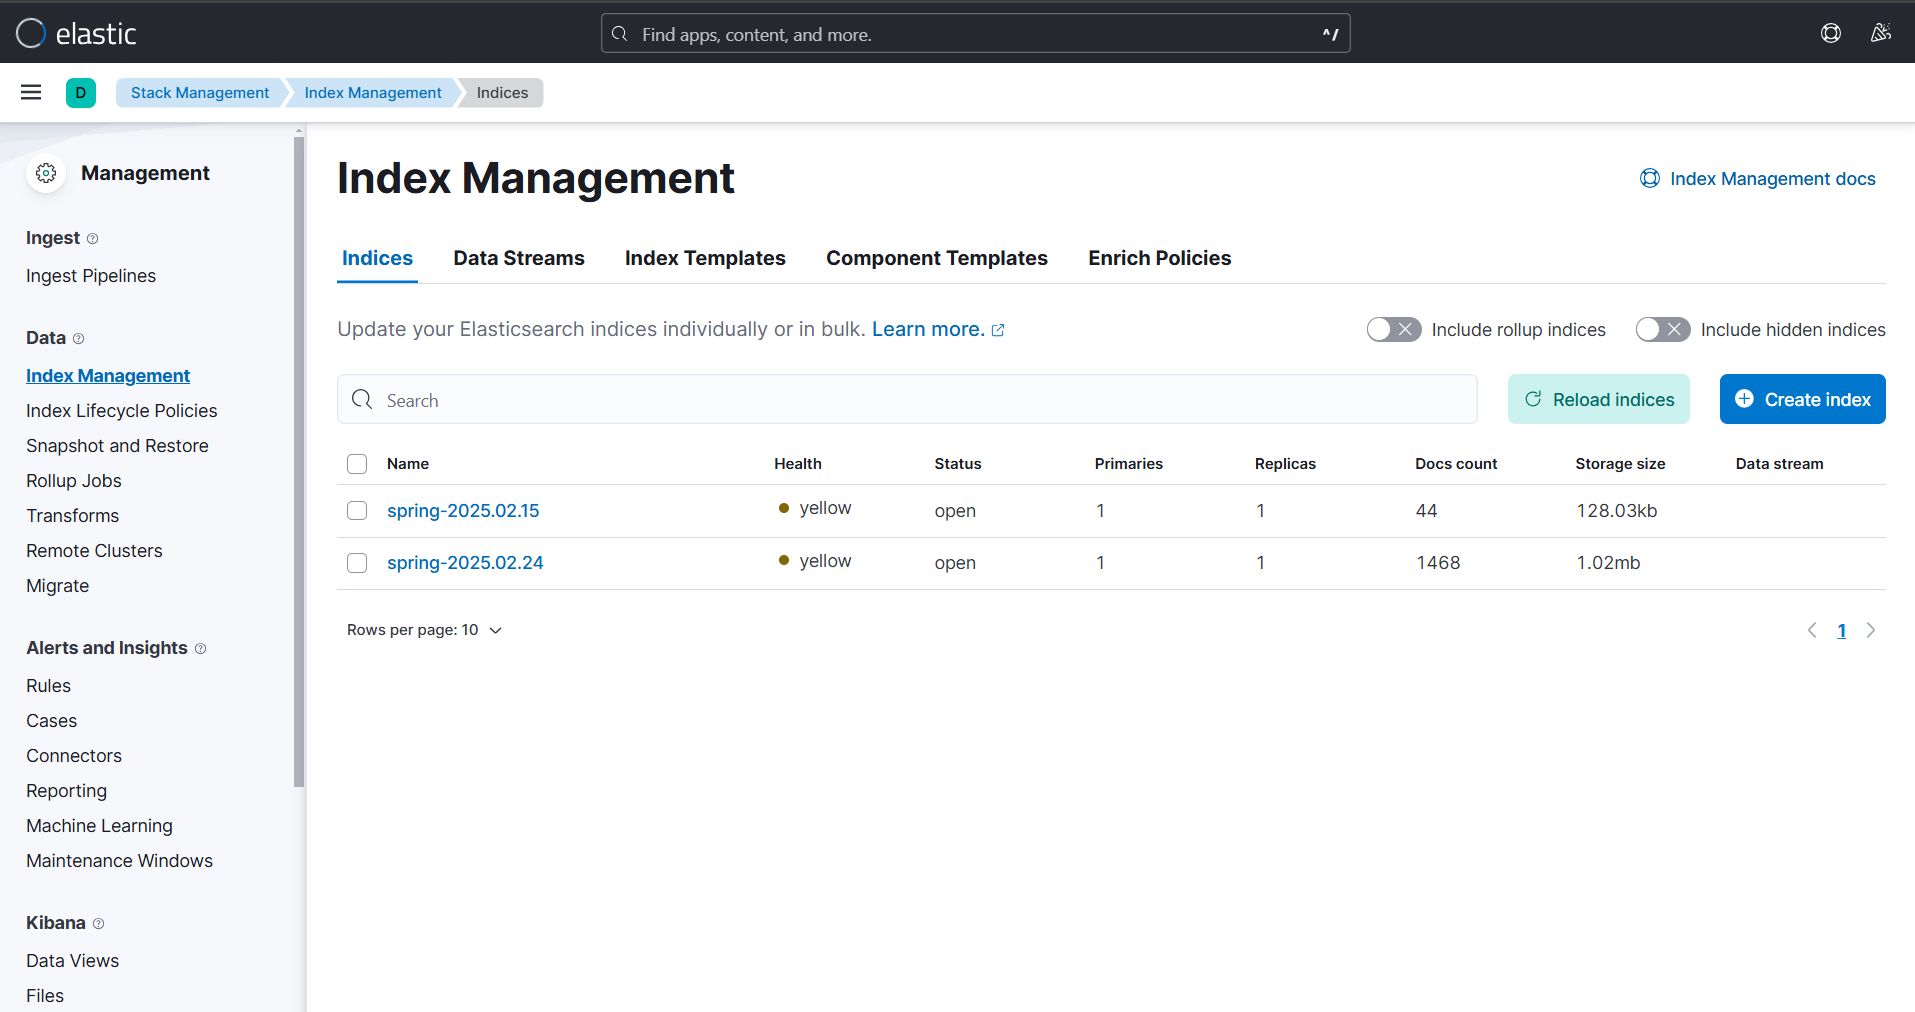 elastic
Find apps, content, and more.
^/
D
Stack Management
Index Management
Indices
Management
Ingest
Ingest Pipelines
Data
Index Management
Index Lifecycle Policies
Snapshot and Restore
Rollup Jobs
Transforms
Remote Clusters
Migrate
Alerts and Insights
Rules
Cases
Connectors
Reporting
Machine Learning
Maintenance Windows
Kibana
Data Views
Files
Index Management
Index Management docs
Indices Data Streams Index Templates Component Templates Enrich Policies
Update your Elasticsearch indices individually or in bulk. Learn more.
Include rollup indices
Include hidden indices
Search
Reload indices
Create index
Name Health Status Primaries Replicas Docs count Storage size Data stream
spring-2025.02.15 yellow open 1 1 44 128.03kb
spring-2025.02.24 yellow open 1 1 1468 1.02mb
Rows per page: 10
1